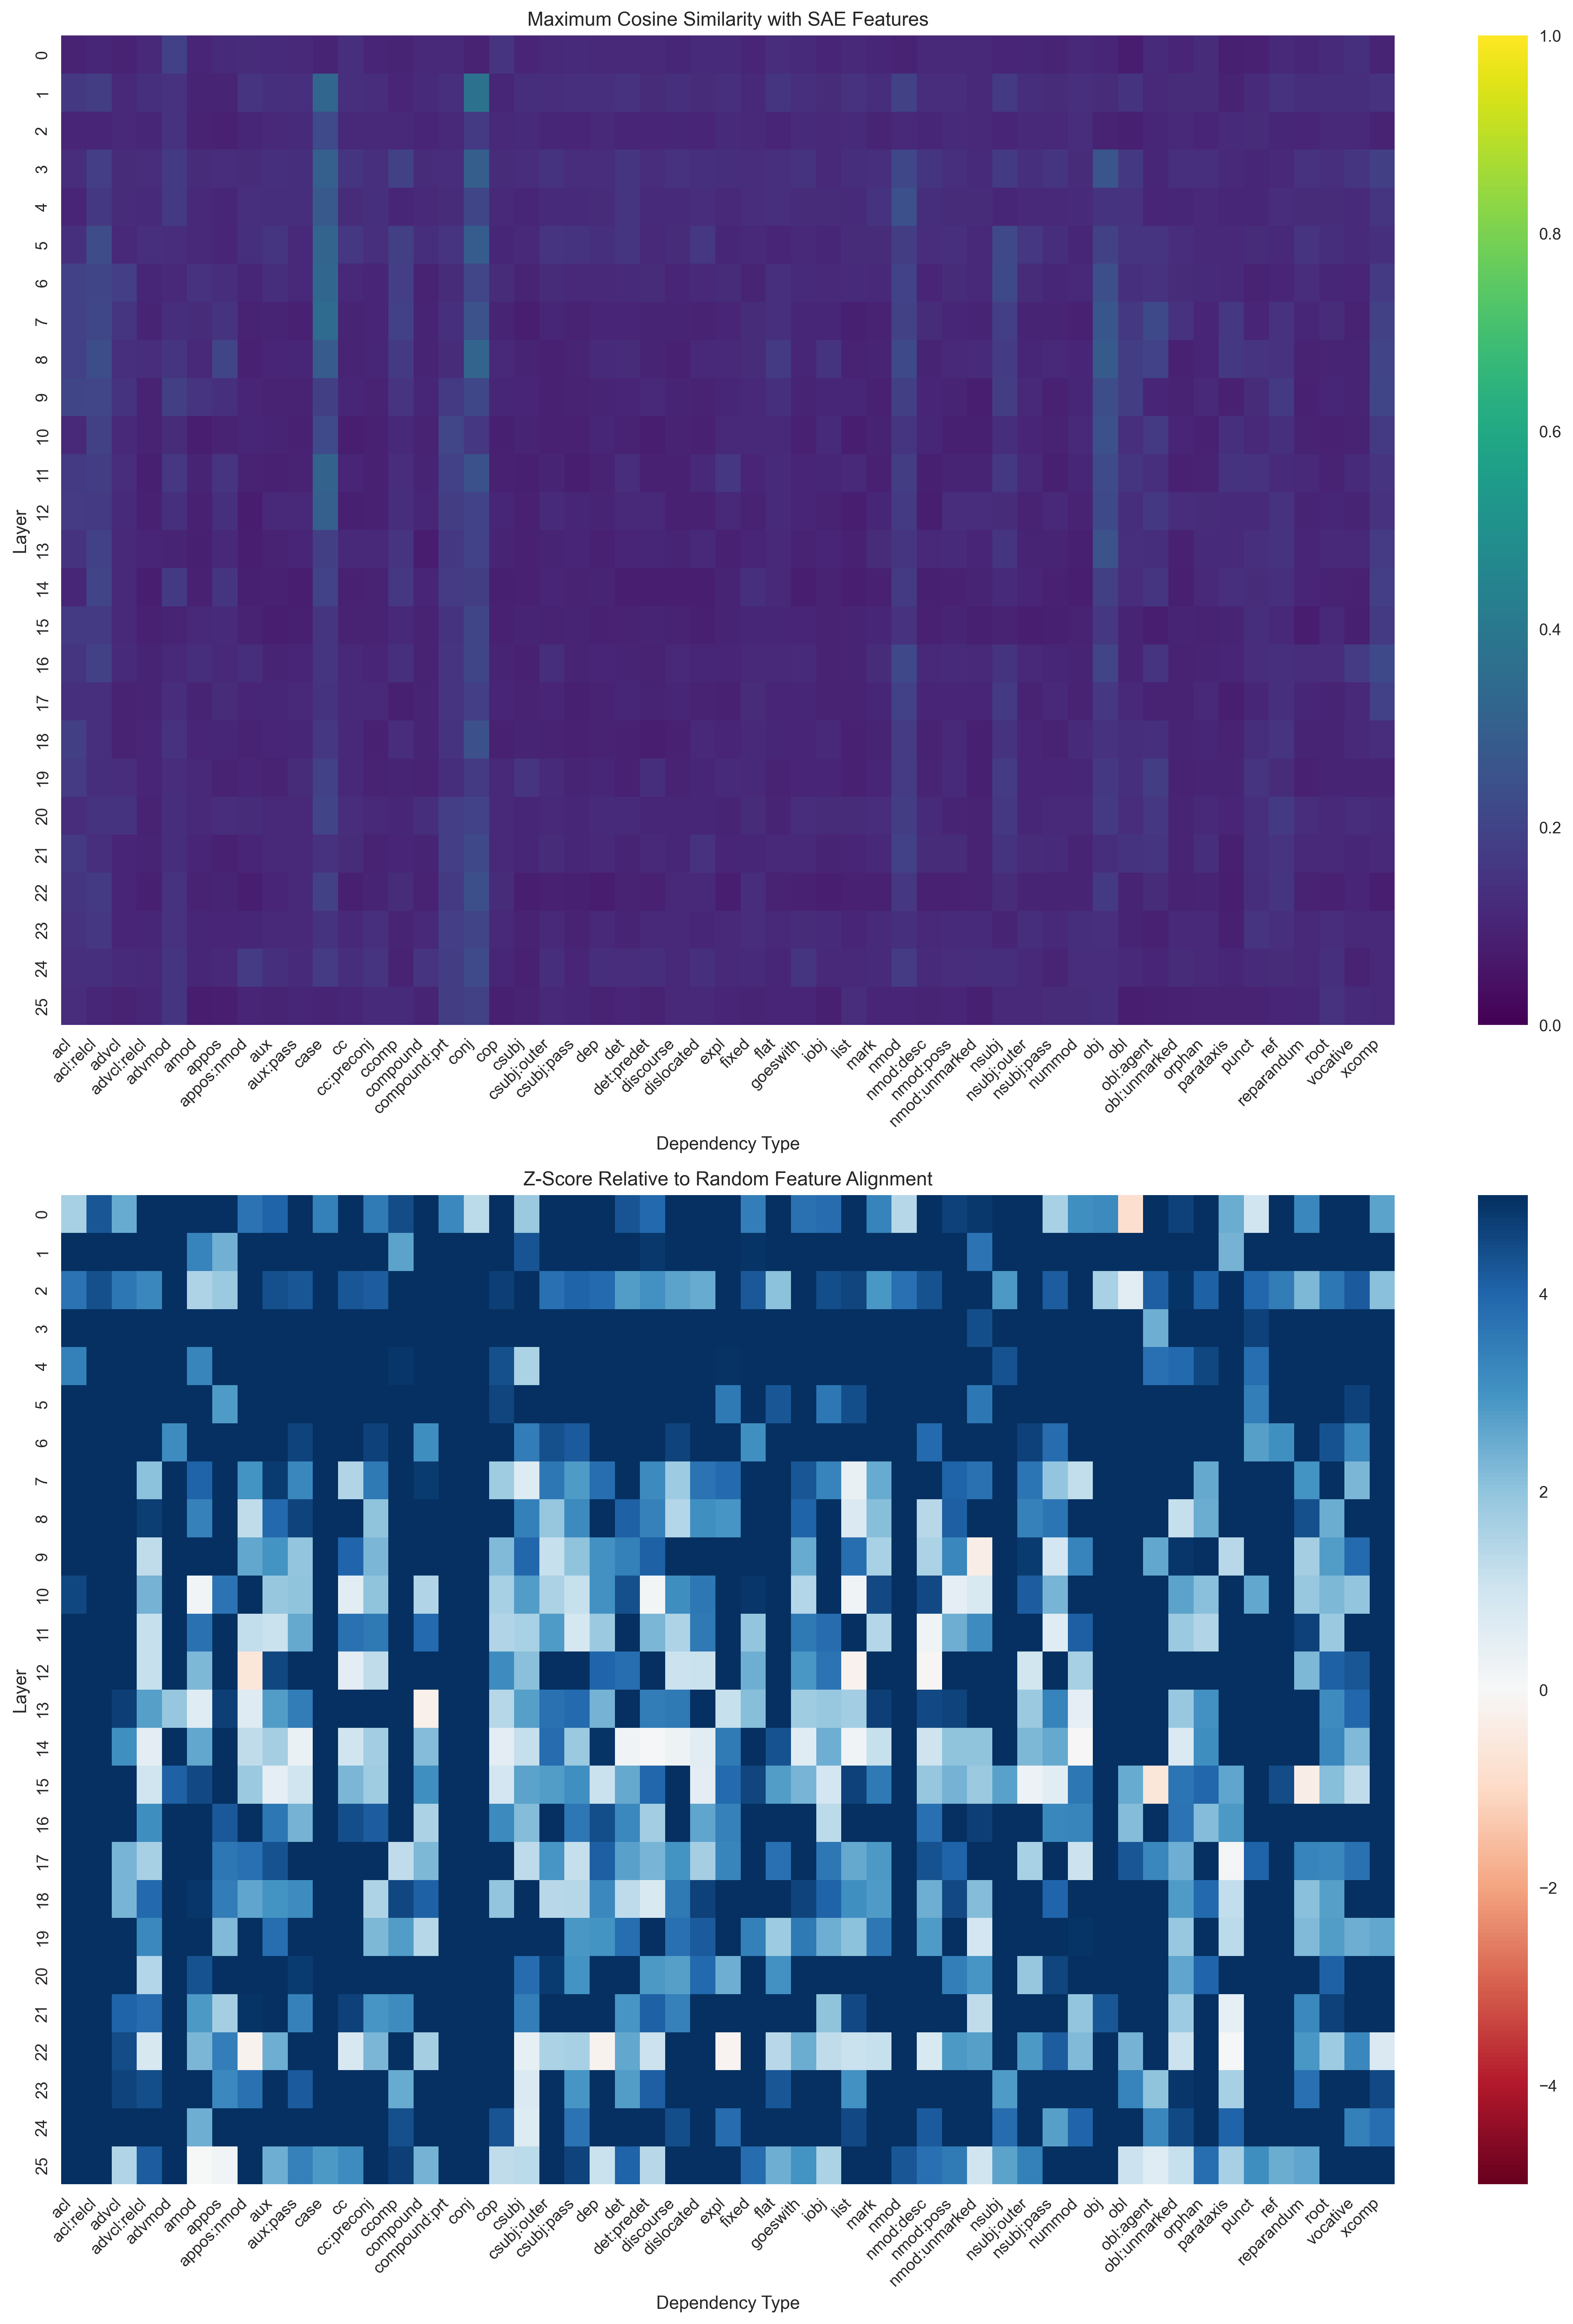 Maximum Cosine Similarity with SAE Features
Layer
0
1
2
3
4
5
6
7
8
9
10
11
12
13
14
15
16
17
18
19
20
21
22
23
24
25
acl
acl:relcl
advcl
advcl:relcl
advmod
amod
appos
appos:nmod
aux
aux:pass
case
cc
cc:preconj
ccomp
compound
compound:prt
conj
cop
csubj
csubj:outer
csubj:pass
dep
det
det:predet
discourse
dislocated
expl
fixed
flat
goeswith
iobj
list
mark
nmod
nmod:desc
nmod:poss
nmod:unmarked
nsubj
nsubj:outer
nsubj:pass
nummod
obj
obl
obl:agent
obl:unmarked
orphan
parataxis
punct
ref
reparandum
root
vocative
xcomp
Dependency Type
1.0
0.8
0.6
0.4
0.2
0.0
Z-Score Relative to Random Feature Alignment
Layer
0
1
2
3
4
5
6
7
8
9
10
11
12
13
14
15
16
17
18
19
20
21
22
23
24
25
acl
acl:relcl
advcl
advcl:relcl
advmod
amod
appos
appos:nmod
aux
aux:pass
case
cc
cc:preconj
ccomp
compound
compound:prt
conj
cop
csubj
csubj:outer
csubj:pass
dep
det
det:predet
discourse
dislocated
expl
fixed
flat
goeswith
iobj
list
mark
nmod
nmod:desc
nmod:poss
nmod:unmarked
nsubj
nsubj:outer
nsubj:pass
nummod
obj
obl
obl:agent
obl:unmarked
orphan
parataxis
punct
ref
reparandum
root
vocative
xcomp
Dependency Type
4
2
0
−2
−4